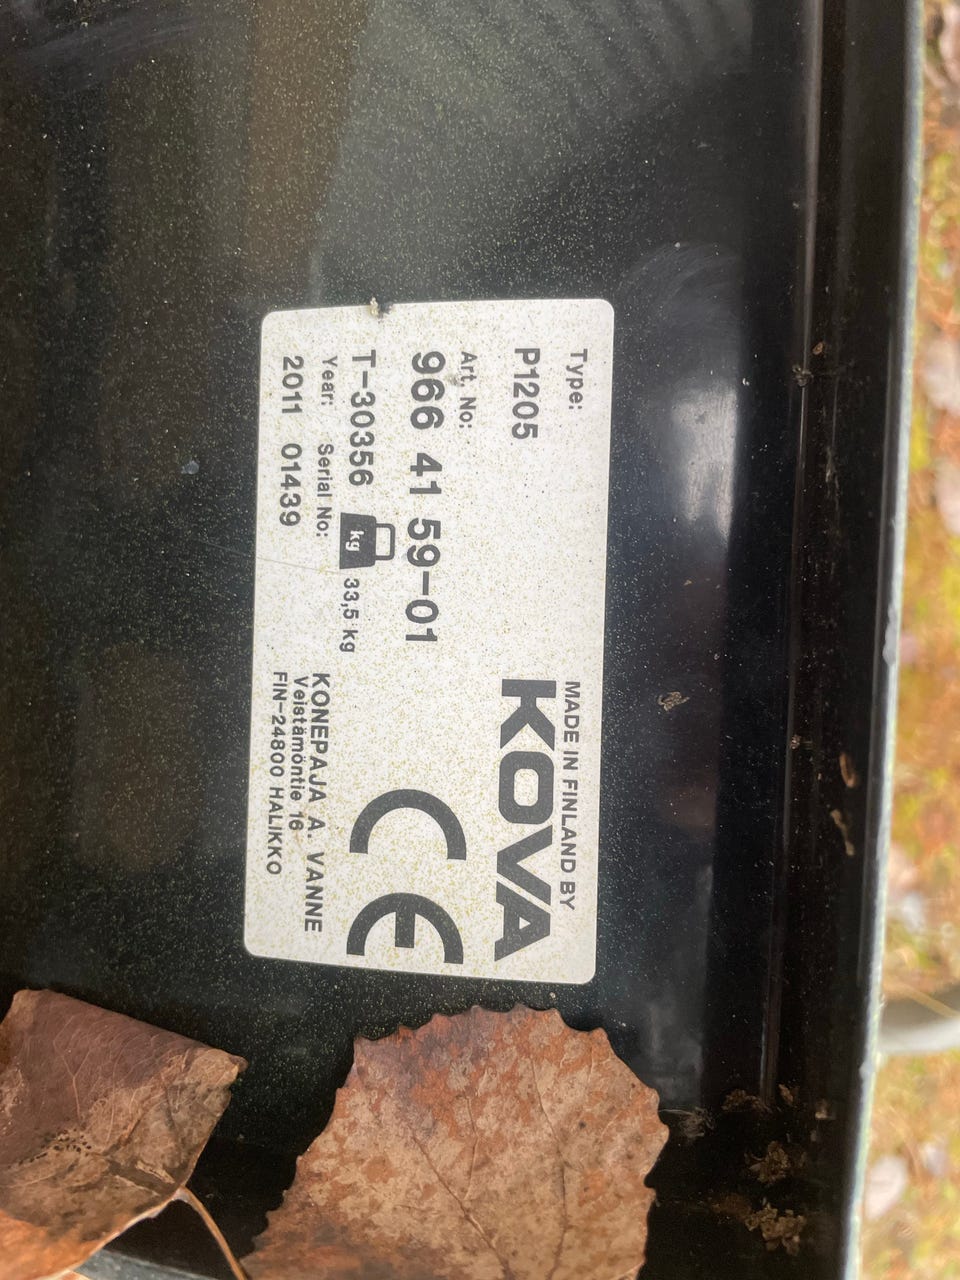 Type:
P1205
Art. No:
966 41 59-01
T-30356
kg 33,5 kg
Year: Serial No:
2011 01439
MADE IN FINLAND BY
KOVA
CE
KONEPAJA A. VANNE
Veistämöntie 16
FIN-24800 HALIKKO